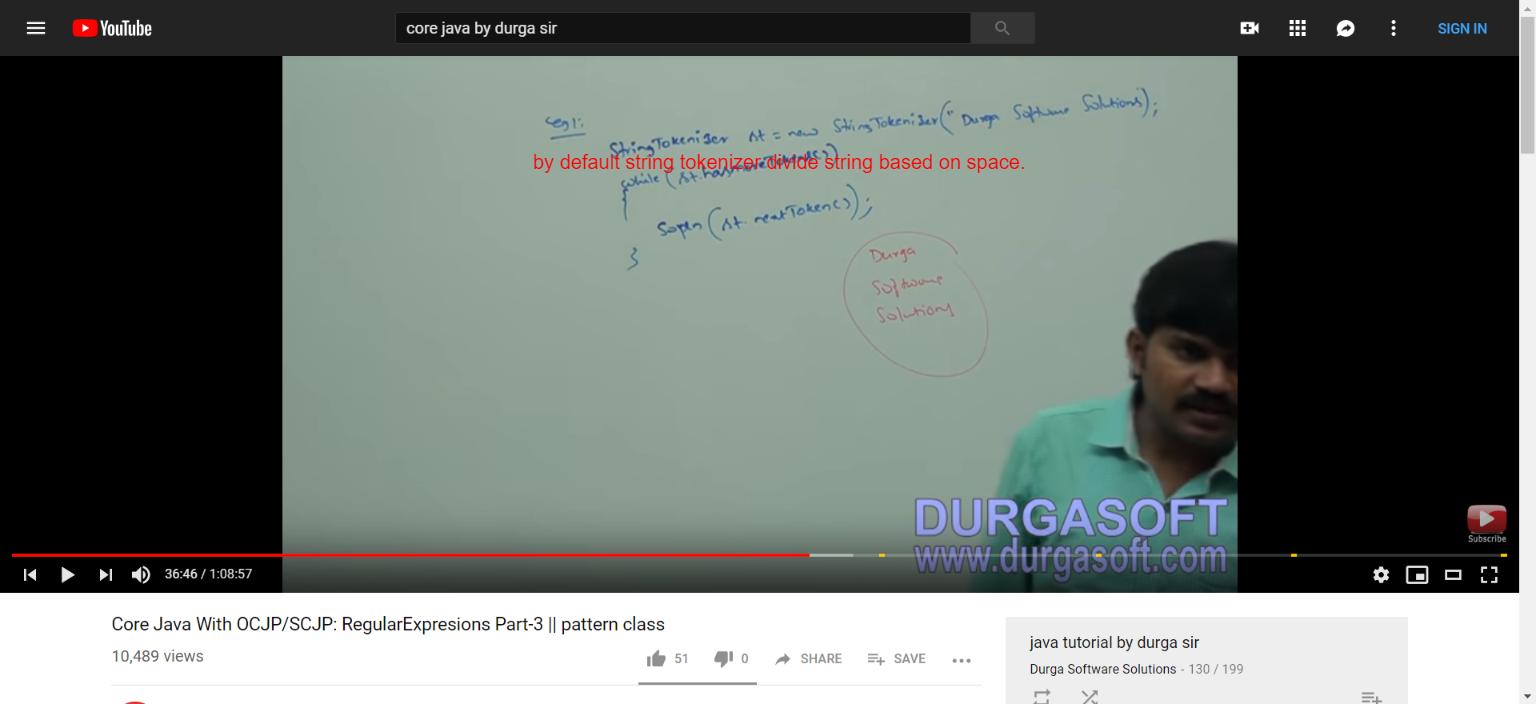 YouTube
core java by durga sir
SIGN IN
eg1:
StringTokenizer st = new StringTokenizer("Durga Software Solutions");
by default string tokenizer divide string based on space.
while (st.hasmoreTokens())
{
Sopln (st.nextToken());
}
Durga
Software
Solutions
DURGASOFT
www.durgasoft.com
Subscribe
36:46 / 1:08:57
Core Java With OCJP/SCJP: RegularExpresions Part-3 || pattern class
10,489 views
51
0
SHARE
SAVE
java tutorial by durga sir
Durga Software Solutions - 130 / 199